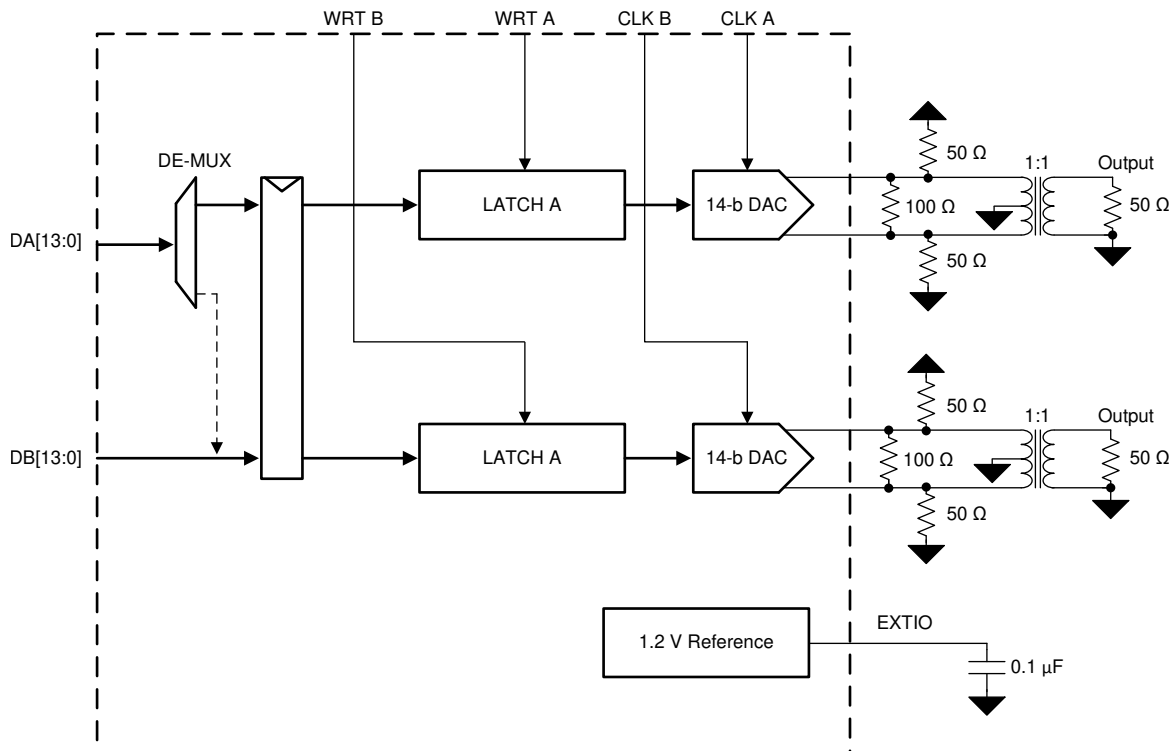 WRT B
WRT A
CLK B
CLK A
DE-MUX
50 Ω
1:1
Output
LATCH A
14-b DAC
100 Ω
50 Ω
DA[13:0]
50 Ω
50 Ω
1:1
Output
DB[13:0]
LATCH A
14-b DAC
100 Ω
50 Ω
50 Ω
1.2 V Reference
EXTIO
0.1 µF